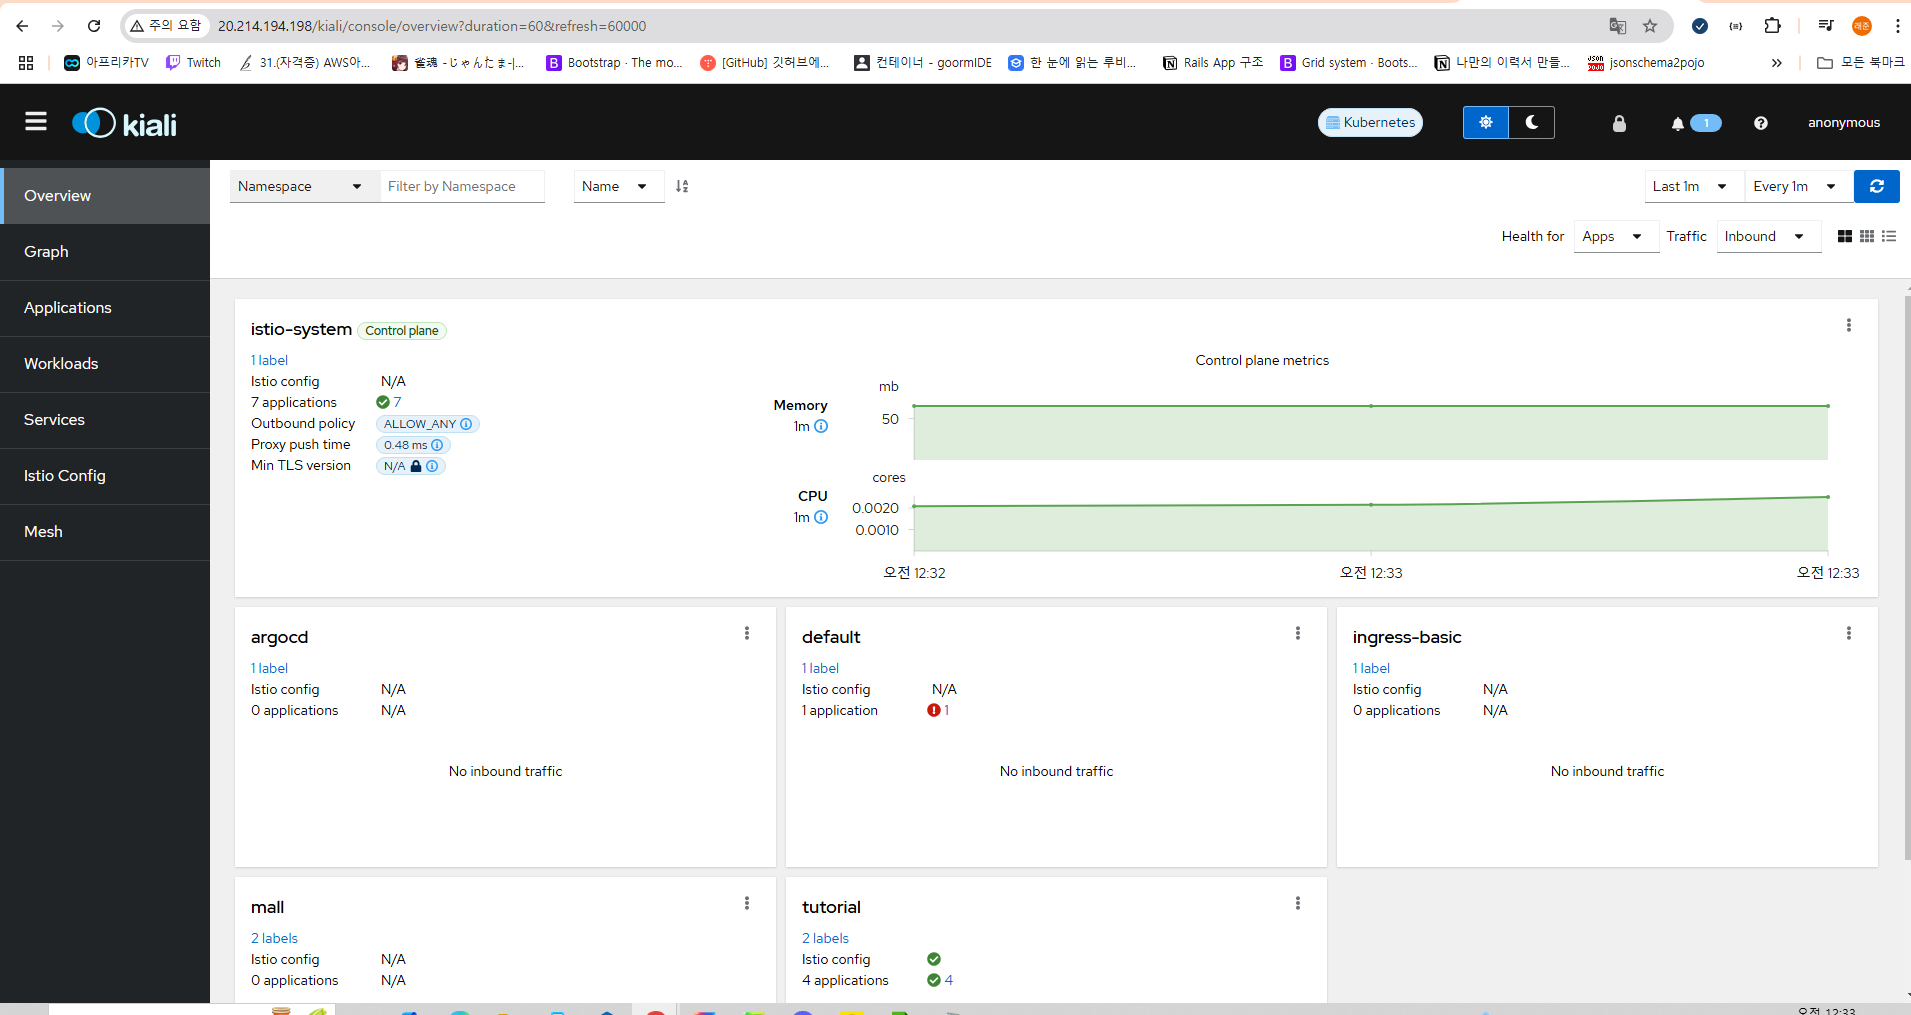 주의 요함 20.214.194.198/kiali/console/overview?duration=60&refresh=60000 래준
아프리카TV Twitch 31.(자격증) AWS아... 雀魂 -じゃんたま-|... Bootstrap · The mo... [GitHub] 깃허브에... 컨테이너 - goormIDE 한 눈에 읽는 루비... Rails App 구조 Grid system · Boots... 나만의 이력서 만들... jsonschema2pojo 모든 북마크
kiali Kubernetes 1 anonymous
Overview
Graph
Applications
Workloads
Services
Istio Config
Mesh
Namespace Filter by Namespace Name Last 1m Every 1m
Health for Apps Traffic Inbound
istio-system Control plane
1 label
Istio config N/A
7 applications 7
Outbound policy ALLOW_ANY
Proxy push time 0.48 ms
Min TLS version N/A
Control plane metrics
mb
Memory
1m
50
cores
CPU
1m
0.0020
0.0010
오전 12:32 오전 12:33 오전 12:33
argocd
1 label
Istio config N/A
0 applications N/A
No inbound traffic
default
1 label
Istio config N/A
1 application 1
No inbound traffic
ingress-basic
1 label
Istio config N/A
0 applications N/A
No inbound traffic
mall
2 labels
Istio config N/A
0 applications N/A
tutorial
2 labels
Istio config
4 applications 4
오전 12:33